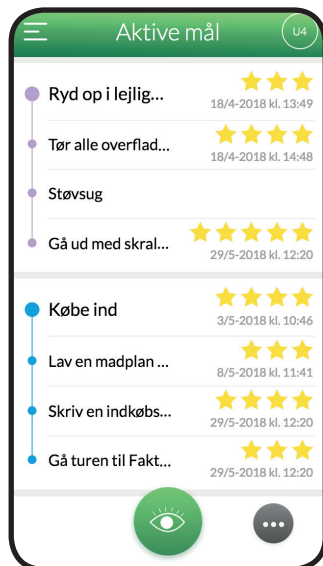 Aktive mål
U4
Ryd op i lejlig...
18/4-2018 kl. 13:49
Tør alle overflad...
18/4-2018 kl. 14:48
Støvsug
Gå ud med skral...
29/5-2018 kl. 12:20
Købe ind
3/5-2018 kl. 10:46
Lav en madplan ...
8/5-2018 kl. 11:41
Skriv en indkøbs...
29/5-2018 kl. 12:20
Gå turen til Fakt...
29/5-2018 kl. 12:20